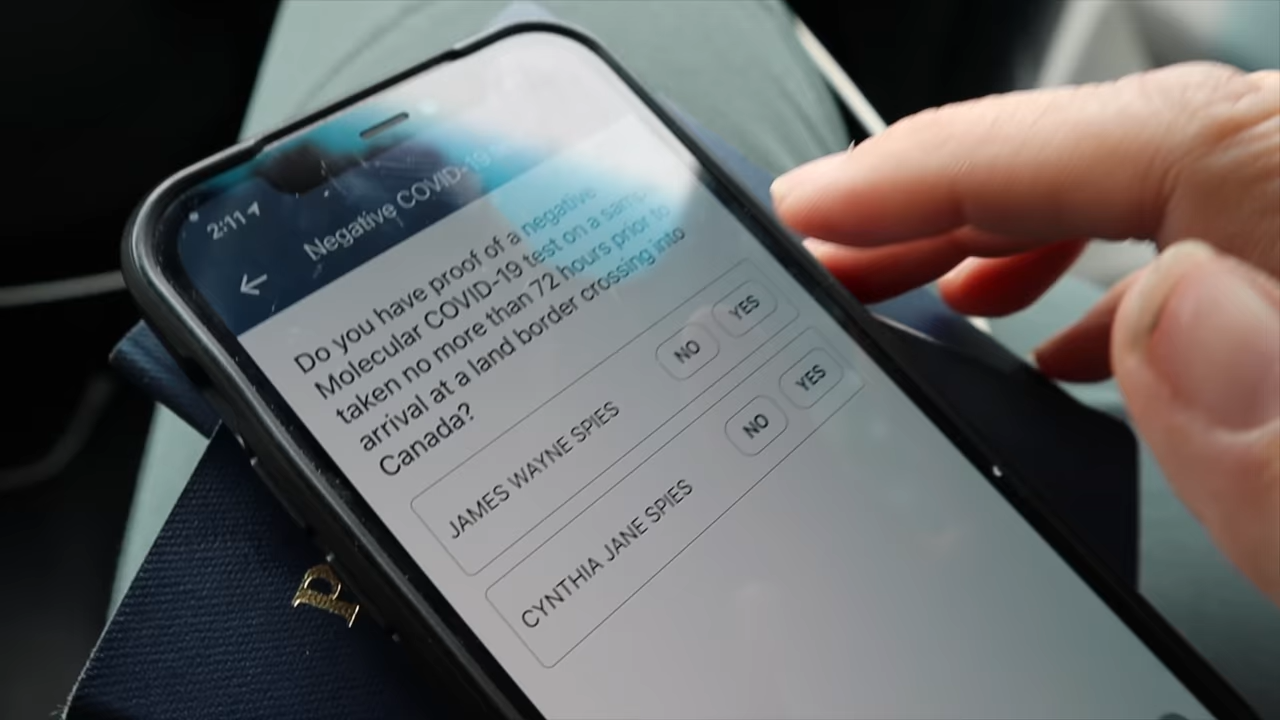 2:11
Negative COVID-19
Do you have proof of a negative
Molecular COVID-19 test on a
taken no more than 72 hours prior to
arrival at a land border crossing into
Canada?
JAMES WAYNE SPIES
NO
YES
CYNTHIA JANE SPIES
NO
YES
P